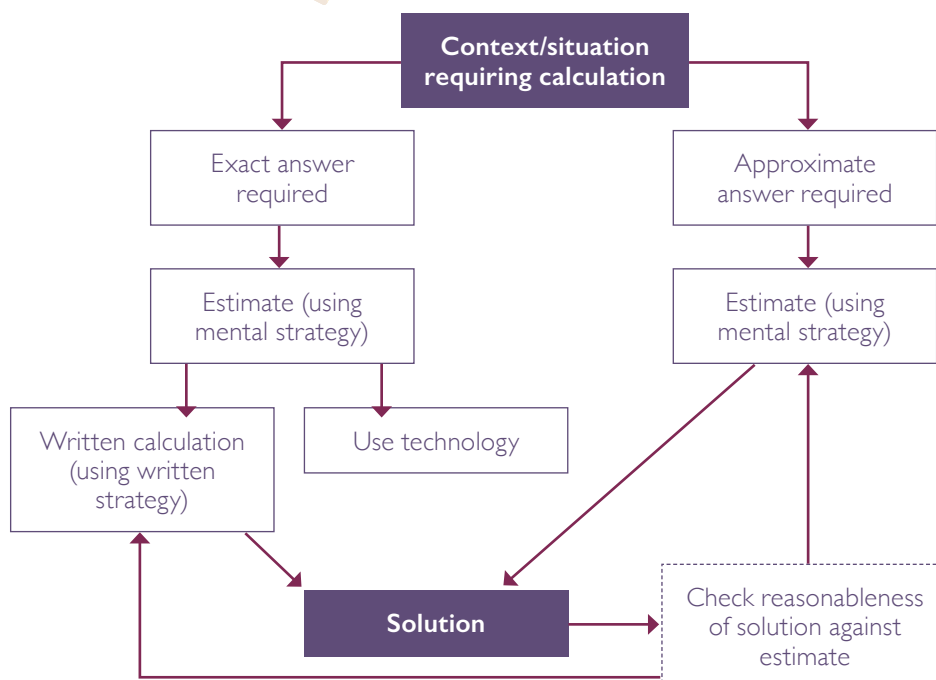 Context/situation
requiring calculation
Exact answer
required
Approximate
answer required
Estimate (using
mental strategy)
Estimate (using
mental strategy)
Written calculation
(using written
strategy)
Use technology
Solution
Check reasonableness
of solution against
estimate